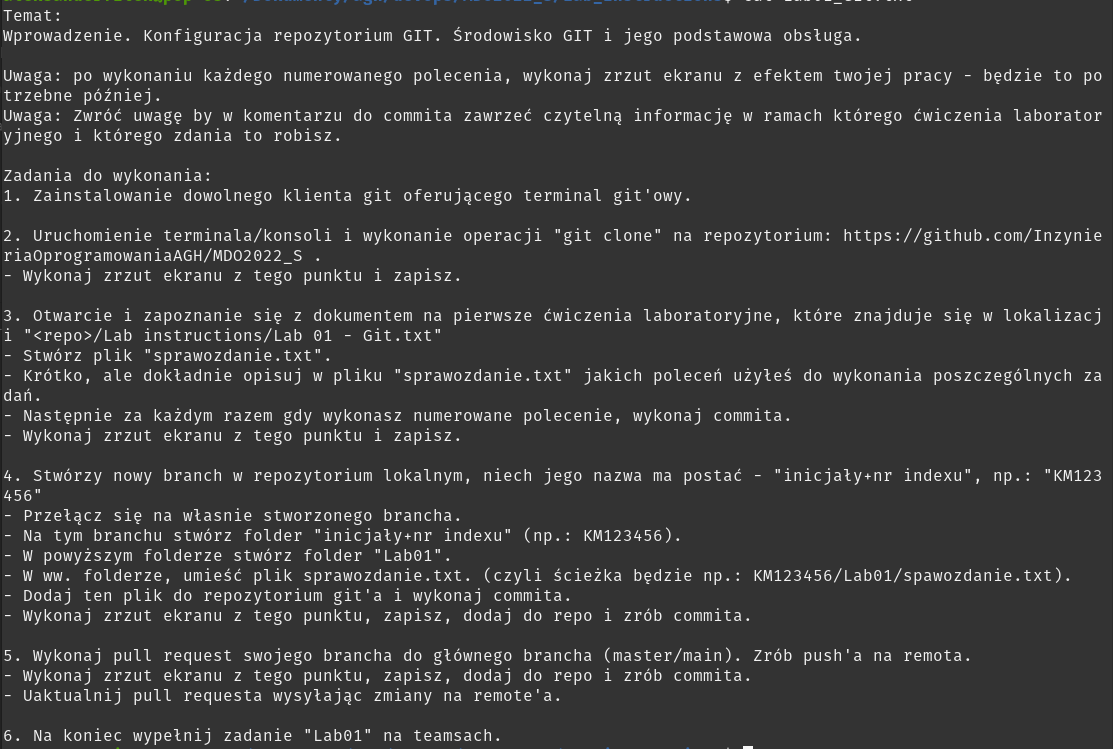 Temat:
Wprowadzenie. Konfiguracja repozytorium GIT. Środowisko GIT i jego podstawowa obsługa.
Uwaga: po wykonaniu każdego numerowanego polecenia, wykonaj zrzut ekranu z efektem twojej pracy - będzie to po
trzebne później.
Uwaga: Zwróć uwagę by w komentarzu do commita zawrzeć czytelną informację w ramach którego ćwiczenia laborator
yjnego i którego zdania to robisz.
Zadania do wykonania:
1. Zainstalowanie dowolnego klienta git oferującego terminal git'owy.
2. Uruchomienie terminala/konsoli i wykonanie operacji "git clone" na repozytorium: https://github.com/Inzynie
riaOprogramowaniaAGH/MDO2022_S .
- Wykonaj zrzut ekranu z tego punktu i zapisz.
3. Otwarcie i zapoznanie się z dokumentem na pierwsze ćwiczenia laboratoryjne, które znajduje się w lokalizacj
i "<repo>/Lab instructions/Lab 01 - Git.txt"
- Stwórz plik "sprawozdanie.txt".
- Krótko, ale dokładnie opisuj w pliku "sprawozdanie.txt" jakich poleceń użyłeś do wykonania poszczególnych za
dań.
- Następnie za każdym razem gdy wykonasz numerowane polecenie, wykonaj commita.
- Wykonaj zrzut ekranu z tego punktu i zapisz.
4. Stwórzy nowy branch w repozytorium lokalnym, niech jego nazwa ma postać - "inicjały+nr indexu", np.: "KM123
456"
- Przełącz się na własnie stworzonego brancha.
- Na tym branchu stwórz folder "inicjały+nr indexu" (np.: KM123456).
- W powyższym folderze stwórz folder "Lab01".
- W ww. folderze, umieść plik sprawozdanie.txt. (czyli ścieżka będzie np.: KM123456/Lab01/spawozdanie.txt).
- Dodaj ten plik do repozytorium git'a i wykonaj commita.
- Wykonaj zrzut ekranu z tego punktu, zapisz, dodaj do repo i zrób commita.
5. Wykonaj pull request swojego brancha do głównego brancha (master/main). Zrób push'a na remota.
- Wykonaj zrzut ekranu z tego punktu, zapisz, dodaj do repo i zrób commita.
- Uaktualnij pull requesta wysyłając zmiany na remote'a.
6. Na koniec wypełnij zadanie "Lab01" na teamsach.